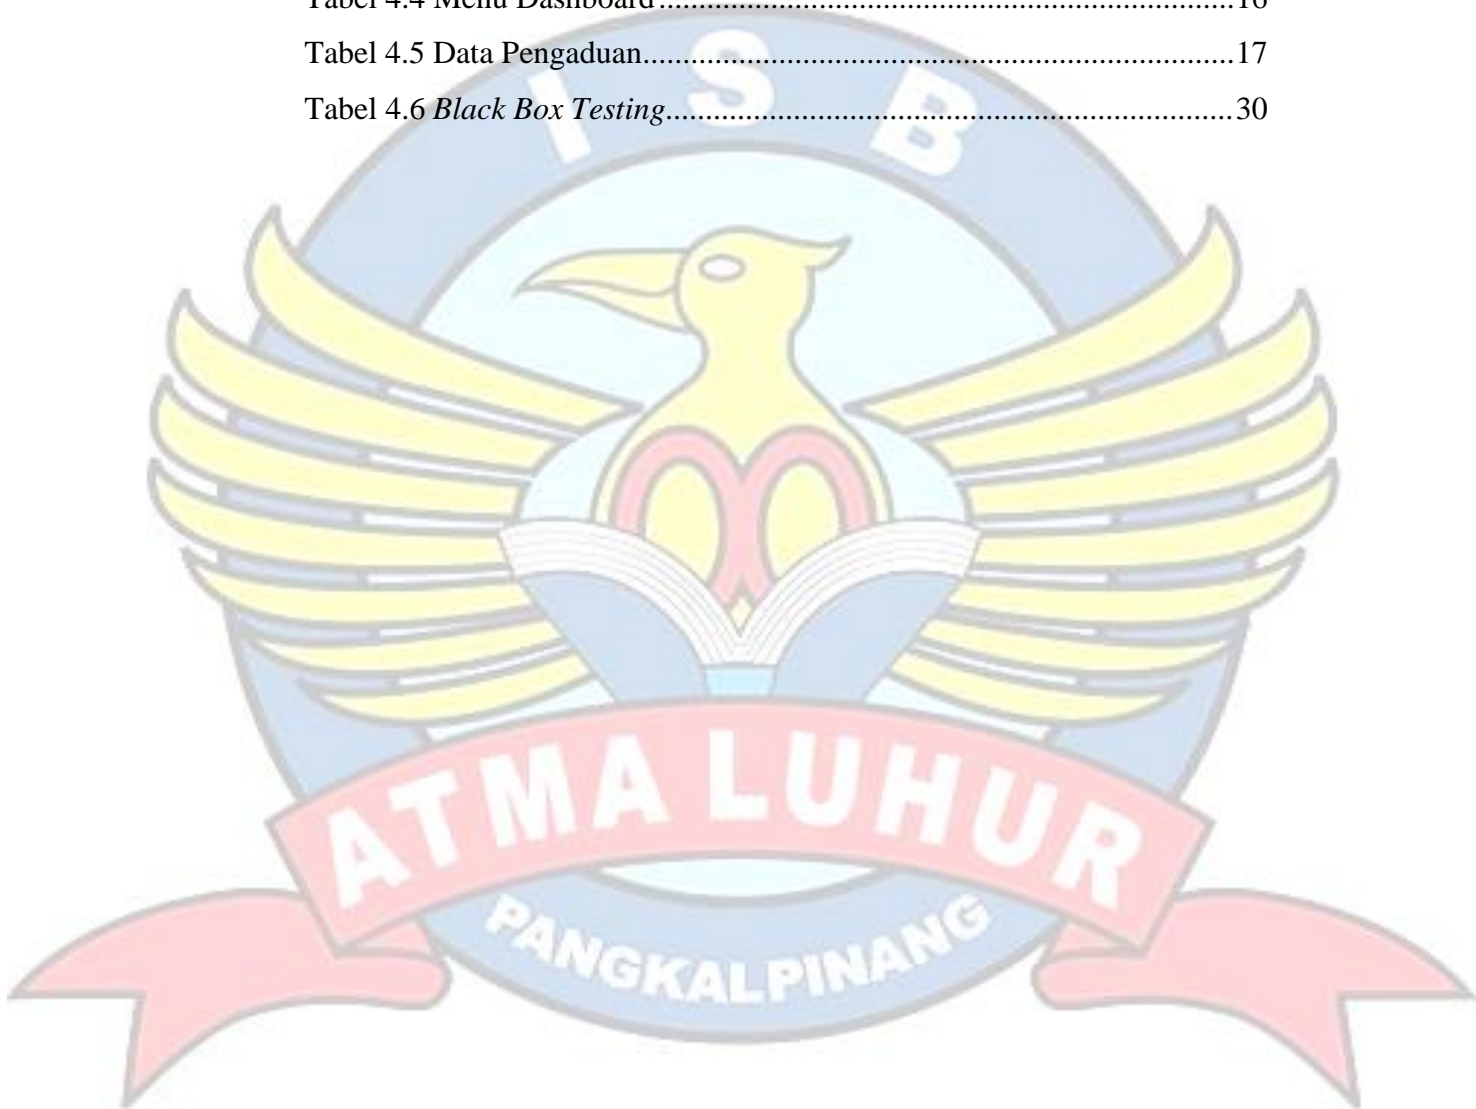 Tabel 4.4 Menu Dashboard..........................................................................16
Tabel 4.5 Data Pengaduan............................................................................17
Tabel 4.6 Black Box Testing.........................................................................30
I S B
ATMA LUHUR
PANGKALPINANG